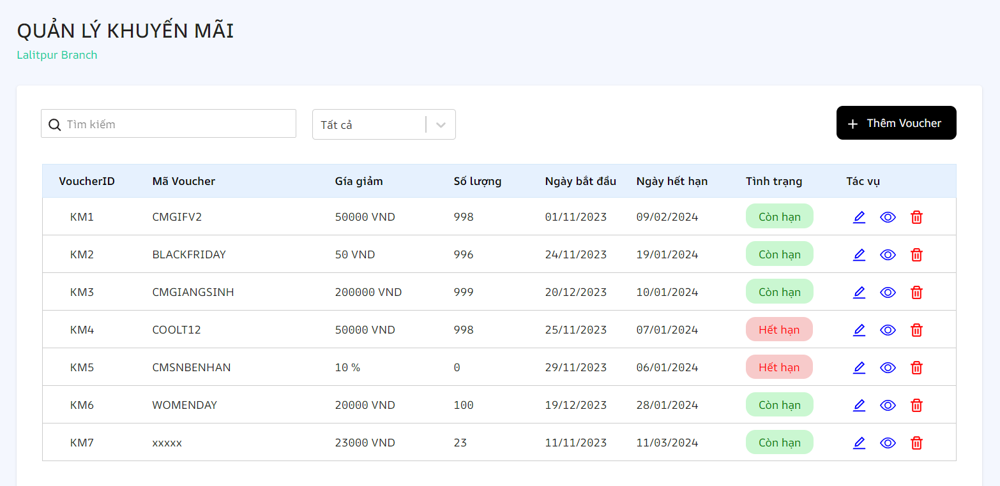 QUẢN LÝ KHUYẾN MÃI
Lalitpur Branch
Tìm kiếm Tất cả Thêm Voucher
VoucherID Mã Voucher Gía giảm Số lượng Ngày bắt đầu Ngày hết hạn Tình trạng Tác vụ
KM1 CMGIFV2 50000 VND 998 01/11/2023 09/02/2024 Còn hạn
KM2 BLACKFRIDAY 50 VND 996 24/11/2023 19/01/2024 Còn hạn
KM3 CMGIANGSINH 200000 VND 999 20/12/2023 10/01/2024 Còn hạn
KM4 COOLT12 50000 VND 998 25/11/2023 07/01/2024 Hết hạn
KM5 CMSNBENHAN 10 % 0 29/11/2023 06/01/2024 Hết hạn
KM6 WOMENDAY 20000 VND 100 19/12/2023 28/01/2024 Còn hạn
KM7 xxxxx 23000 VND 23 11/11/2023 11/03/2024 Còn hạn